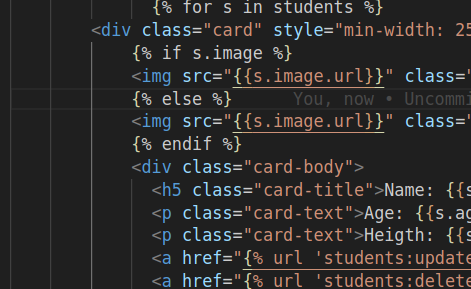 {% for s in students %}
<div class="card" style="min-width: 25
{% if s.image %}
<img src="{{s.image.url}}" class="
{% else %} You, now • Uncommi
<img src="{{s.image.url}}" class="
{% endif %}
<div class="card-body">
<h5 class="card-title">Name: {{s
<p class="card-text">Age: {{s.ag
<p class="card-text">Heigth: {{s
<a href="{% url 'students:update
<a href="{% url 'students:delete